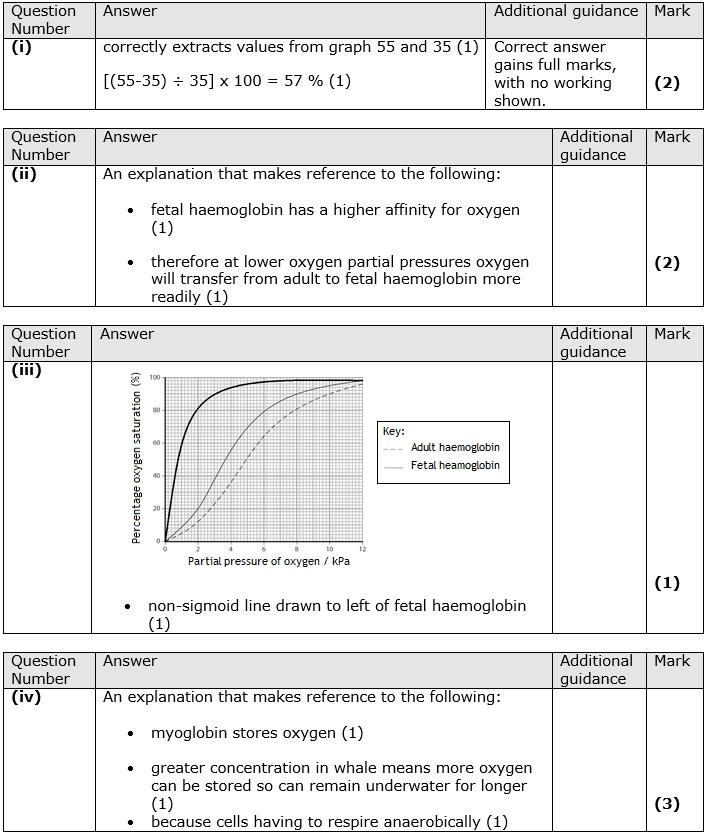 Question Number
Answer
Additional guidance
Mark
(i)
correctly extracts values from graph 55 and 35 (1)
[(55-35) ÷ 35] x 100 = 57 % (1)
Correct answer
gains full marks,
with no working
shown.
(2)
Question Number
Answer
Additional guidance
Mark
(ii)
An explanation that makes reference to the following:
• fetal haemoglobin has a higher affinity for oxygen
(1)
• therefore at lower oxygen partial pressures oxygen
will transfer from adult to fetal haemoglobin more
readily (1)
(2)
Question Number
Answer
Additional guidance
Mark
(iii)
Percentage oxygen saturation (%)
100
80
60
40
20
0
0 2 4 6 8 10 12
Partial pressure of oxygen / kPa
Key:
Adult haemoglobin
Fetal heamoglobin
• non-sigmoid line drawn to left of fetal haemoglobin
(1)
(1)
Question Number
Answer
Additional guidance
Mark
(iv)
An explanation that makes reference to the following:
• myoglobin stores oxygen (1)
• greater concentration in whale means more oxygen
can be stored so can remain underwater for longer
(1)
• because cells having to respire anaerobically (1)
(3)